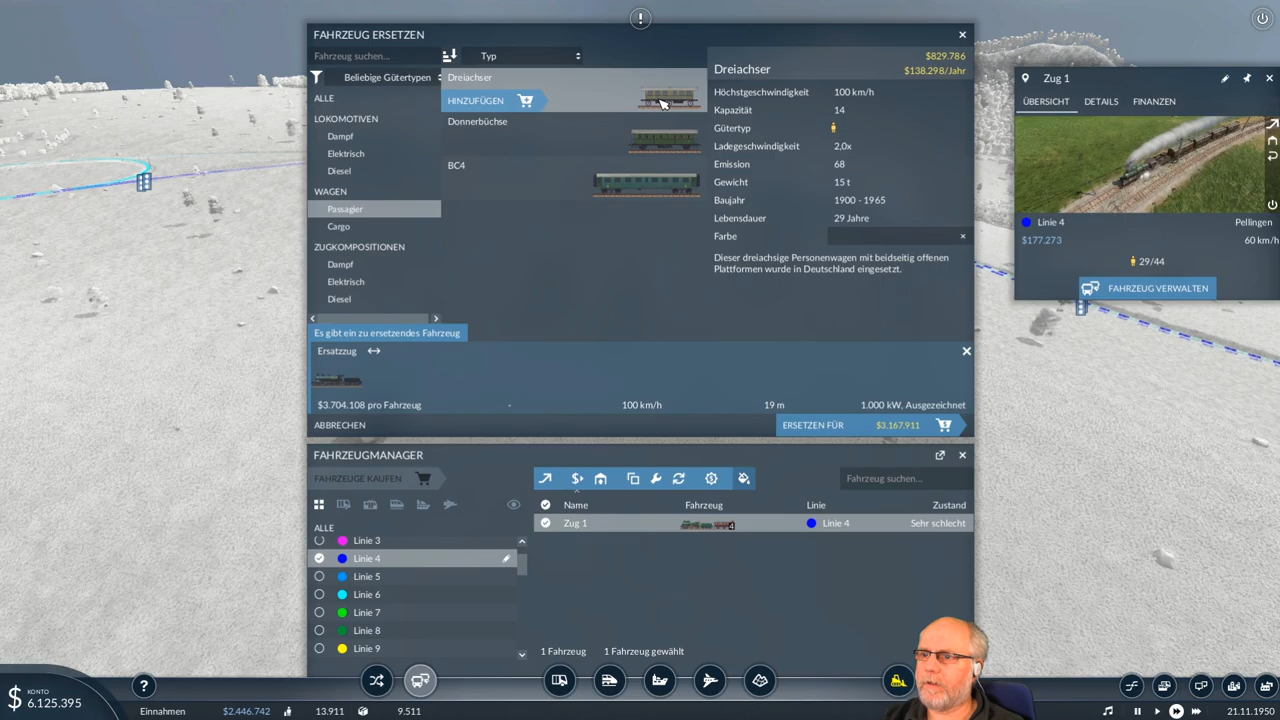 FAHRZEUG ERSETZEN
Fahrzeug suchen...
Typ
Beliebige Gütertypen
ALLE
LOKOMOTIVEN
Dampf
Elektrisch
Diesel
WAGEN
Passagier
Cargo
ZUGKOMPOSITIONEN
Dampf
Elektrisch
Diesel
Dreiachser
HINZUFÜGEN
Donnerbüchse
BC4
$829.786
Dreiachser
$138.298/Jahr
Höchstgeschwindigkeit 100 km/h
Kapazität 14
Gütertyp
Ladegeschwindigkeit 2,0x
Emission 68
Gewicht 15 t
Baujahr 1900 - 1965
Lebensdauer 29 Jahre
Farbe
Dieser dreiachsige Personenwagen mit beidseitig offenen
Plattformen wurde in Deutschland eingesetzt.
Es gibt ein zu ersetzendes Fahrzeug
Ersatzzug
$3.704.108 pro Fahrzeug - 100 km/h 19 m 1.000 kW, Ausgezeichnet
ABBRECHEN
ERSETZEN FÜR $3.167.911
Zug 1
ÜBERSICHT DETAILS FINANZEN
Linie 4 Pellingen
$177.273 60 km/h
29/44
FAHRZEUG VERWALTEN
FAHRZEUGMANAGER
FAHRZEUGE KAUFEN
Fahrzeug suchen...
ALLE
Linie 3
Linie 4
Linie 5
Linie 6
Linie 7
Linie 8
Linie 9
Name Fahrzeug Linie Zustand
Zug 1 4 Linie 4 Sehr schlecht
1 Fahrzeug 1 Fahrzeug gewählt
KONTO
$ 6.125.395
?
Einnahmen $2.446.742 13.911 9.511
21.11.1950